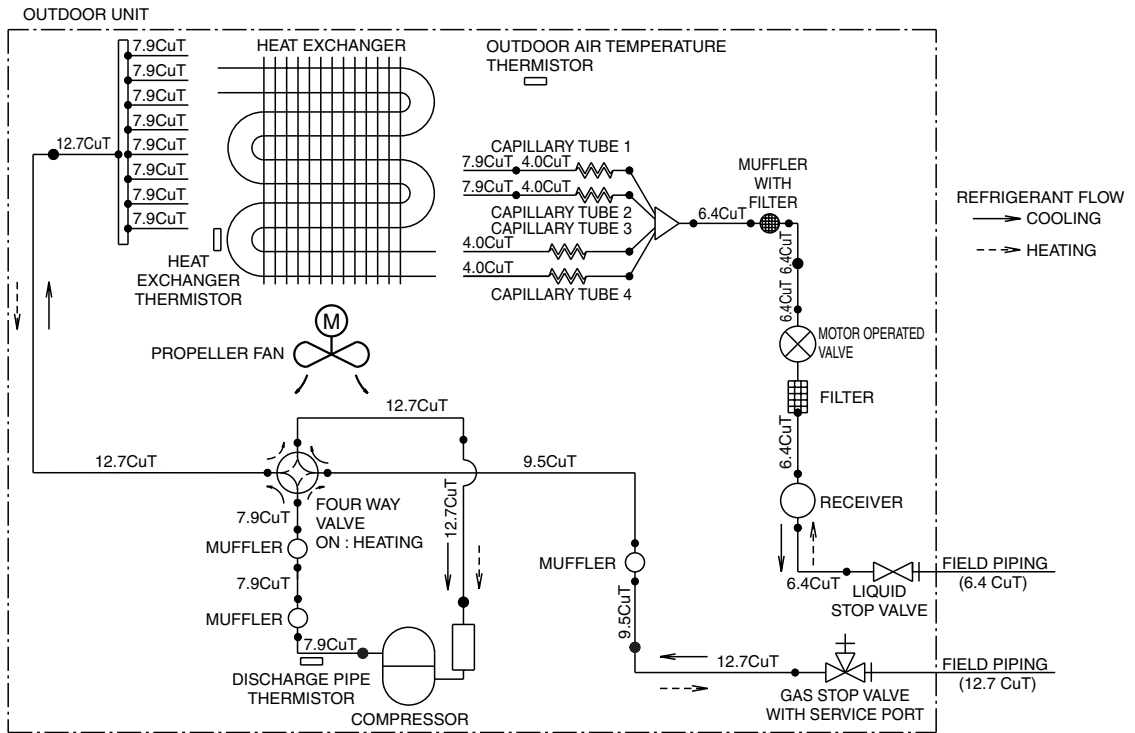 OUTDOOR UNIT
7.9CuT
7.9CuT
7.9CuT
7.9CuT
7.9CuT
7.9CuT
7.9CuT
7.9CuT
12.7CuT
HEAT EXCHANGER
HEAT
EXCHANGER
THERMISTOR
OUTDOOR AIR TEMPERATURE
THERMISTOR
CAPILLARY TUBE 1
7.9CuT 4.0CuT
7.9CuT 4.0CuT
CAPILLARY TUBE 2
CAPILLARY TUBE 3
4.0CuT
4.0CuT
CAPILLARY TUBE 4
6.4CuT
MUFFLER
WITH
FILTER
6.4CuT
6.4CuT
MOTOR OPERATED
VALVE
FILTER
6.4CuT
RECEIVER
6.4CuT
LIQUID
STOP VALVE
FIELD PIPING
(6.4 CuT)
REFRIGERANT FLOW
COOLING
HEATING
M
PROPELLER FAN
12.7CuT
12.7CuT
9.5CuT
12.7CuT
FOUR WAY
VALVE
ON : HEATING
7.9CuT
MUFFLER
7.9CuT
MUFFLER
7.9CuT
DISCHARGE PIPE
THERMISTOR
COMPRESSOR
MUFFLER
9.5CuT
12.7CuT
GAS STOP VALVE
WITH SERVICE PORT
FIELD PIPING
(12.7 CuT)